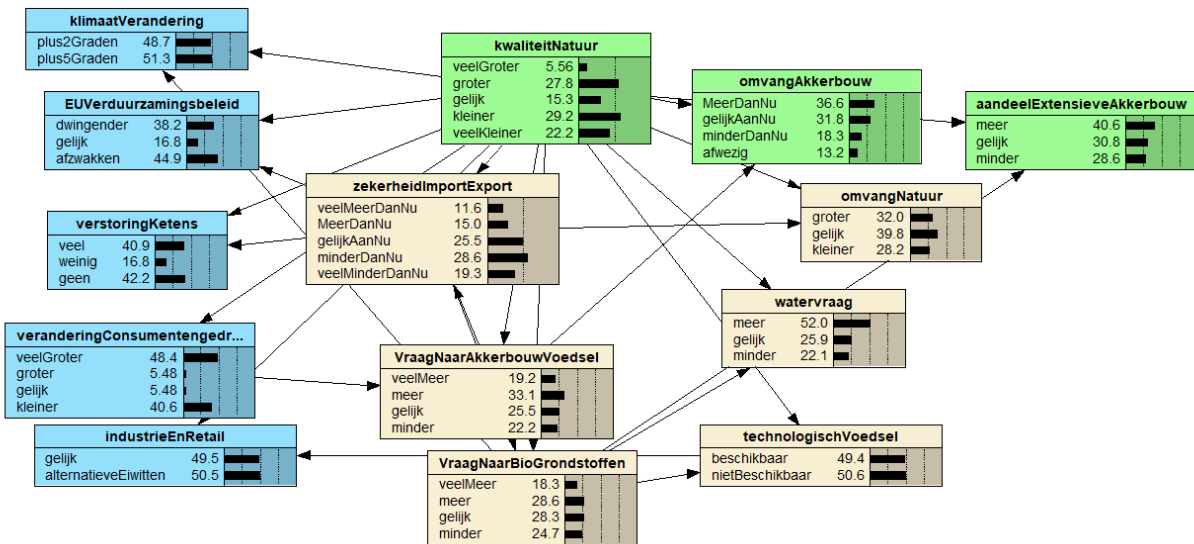 klimaatVerandering
plus2Graden 48.7
plus5Graden 51.3
EUVerduurzamingsbeleid
dwingender 38.2
gelijk 16.8
afzwakken 44.9
verstoringKetens
veel 40.9
weinig 16.8
geen 42.2
veranderingConsumentengedr...
veelGroter 48.4
groter 5.48
gelijk 5.48
kleiner 40.6
industrieEnRetail
gelijk 49.5
alternatieveEiwitten 50.5
kwaliteitNatuur
veelGroter 5.56
groter 27.8
gelijk 15.3
kleiner 29.2
veelKleiner 22.2
zekerheidImportExport
veelMeerDanNu 11.6
MeerDanNu 15.0
gelijkAanNu 25.5
minderDanNu 28.6
veelMinderDanNu 19.3
VraagNaarAkkerbouwVoedsel
veelMeer 19.2
meer 33.1
gelijk 25.5
minder 22.2
VraagNaarBioGrondstoffen
veelMeer 18.3
meer 28.6
gelijk 28.3
minder 24.7
omvangAkkerbouw
MeerDanNu 36.6
gelijkAanNu 31.8
minderDanNu 18.3
afwezig 13.2
aandeelExtensieveAkkerbouw
meer 40.6
gelijk 30.8
minder 28.6
omvangNatuur
groter 32.0
gelijk 39.8
kleiner 28.2
watervraag
meer 52.0
gelijk 25.9
minder 22.1
technologischVoedsel
beschikbaar 49.4
nietBeschikbaar 50.6